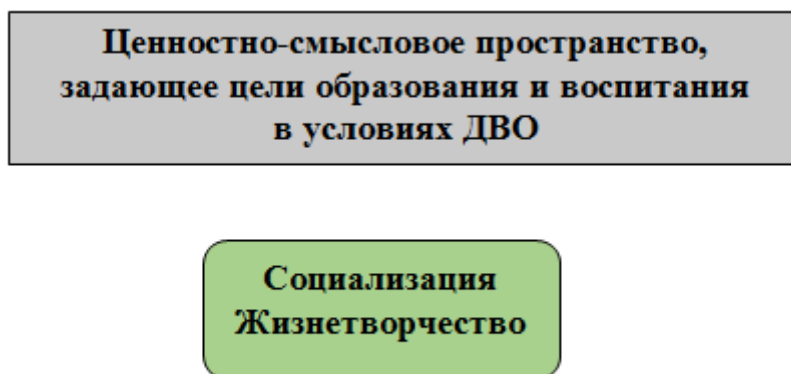 Ценностно-смысловое пространство,
задающее цели образования и воспитания
в условиях ДВО
Социализация
Жизнетворчество